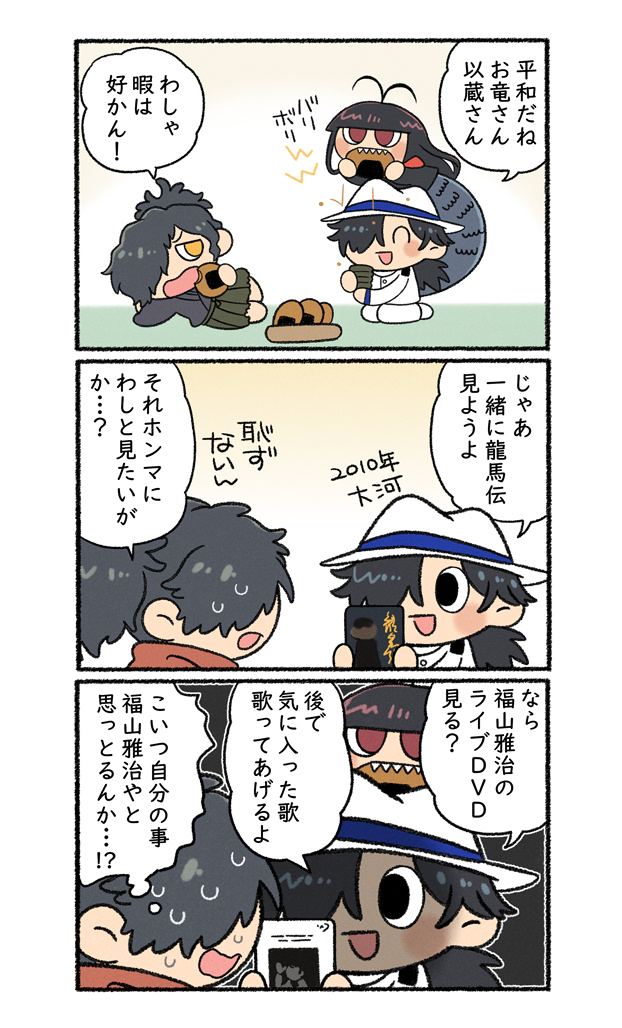 平和だね
お竜さん
以蔵さん
バリ
ボリ
わしゃ
暇は
好かん!
じゃあ
一緒に龍馬伝
見ようよ
2010年
大河
恥ず
ないん
それホンマに
わしと見たいが
か…?
なら
福山雅治の
ライブDVD
見る?
後で
気に入った歌
歌ってあげるよ
こいつ自分の事
福山雅治やと
思っとるんか…!?